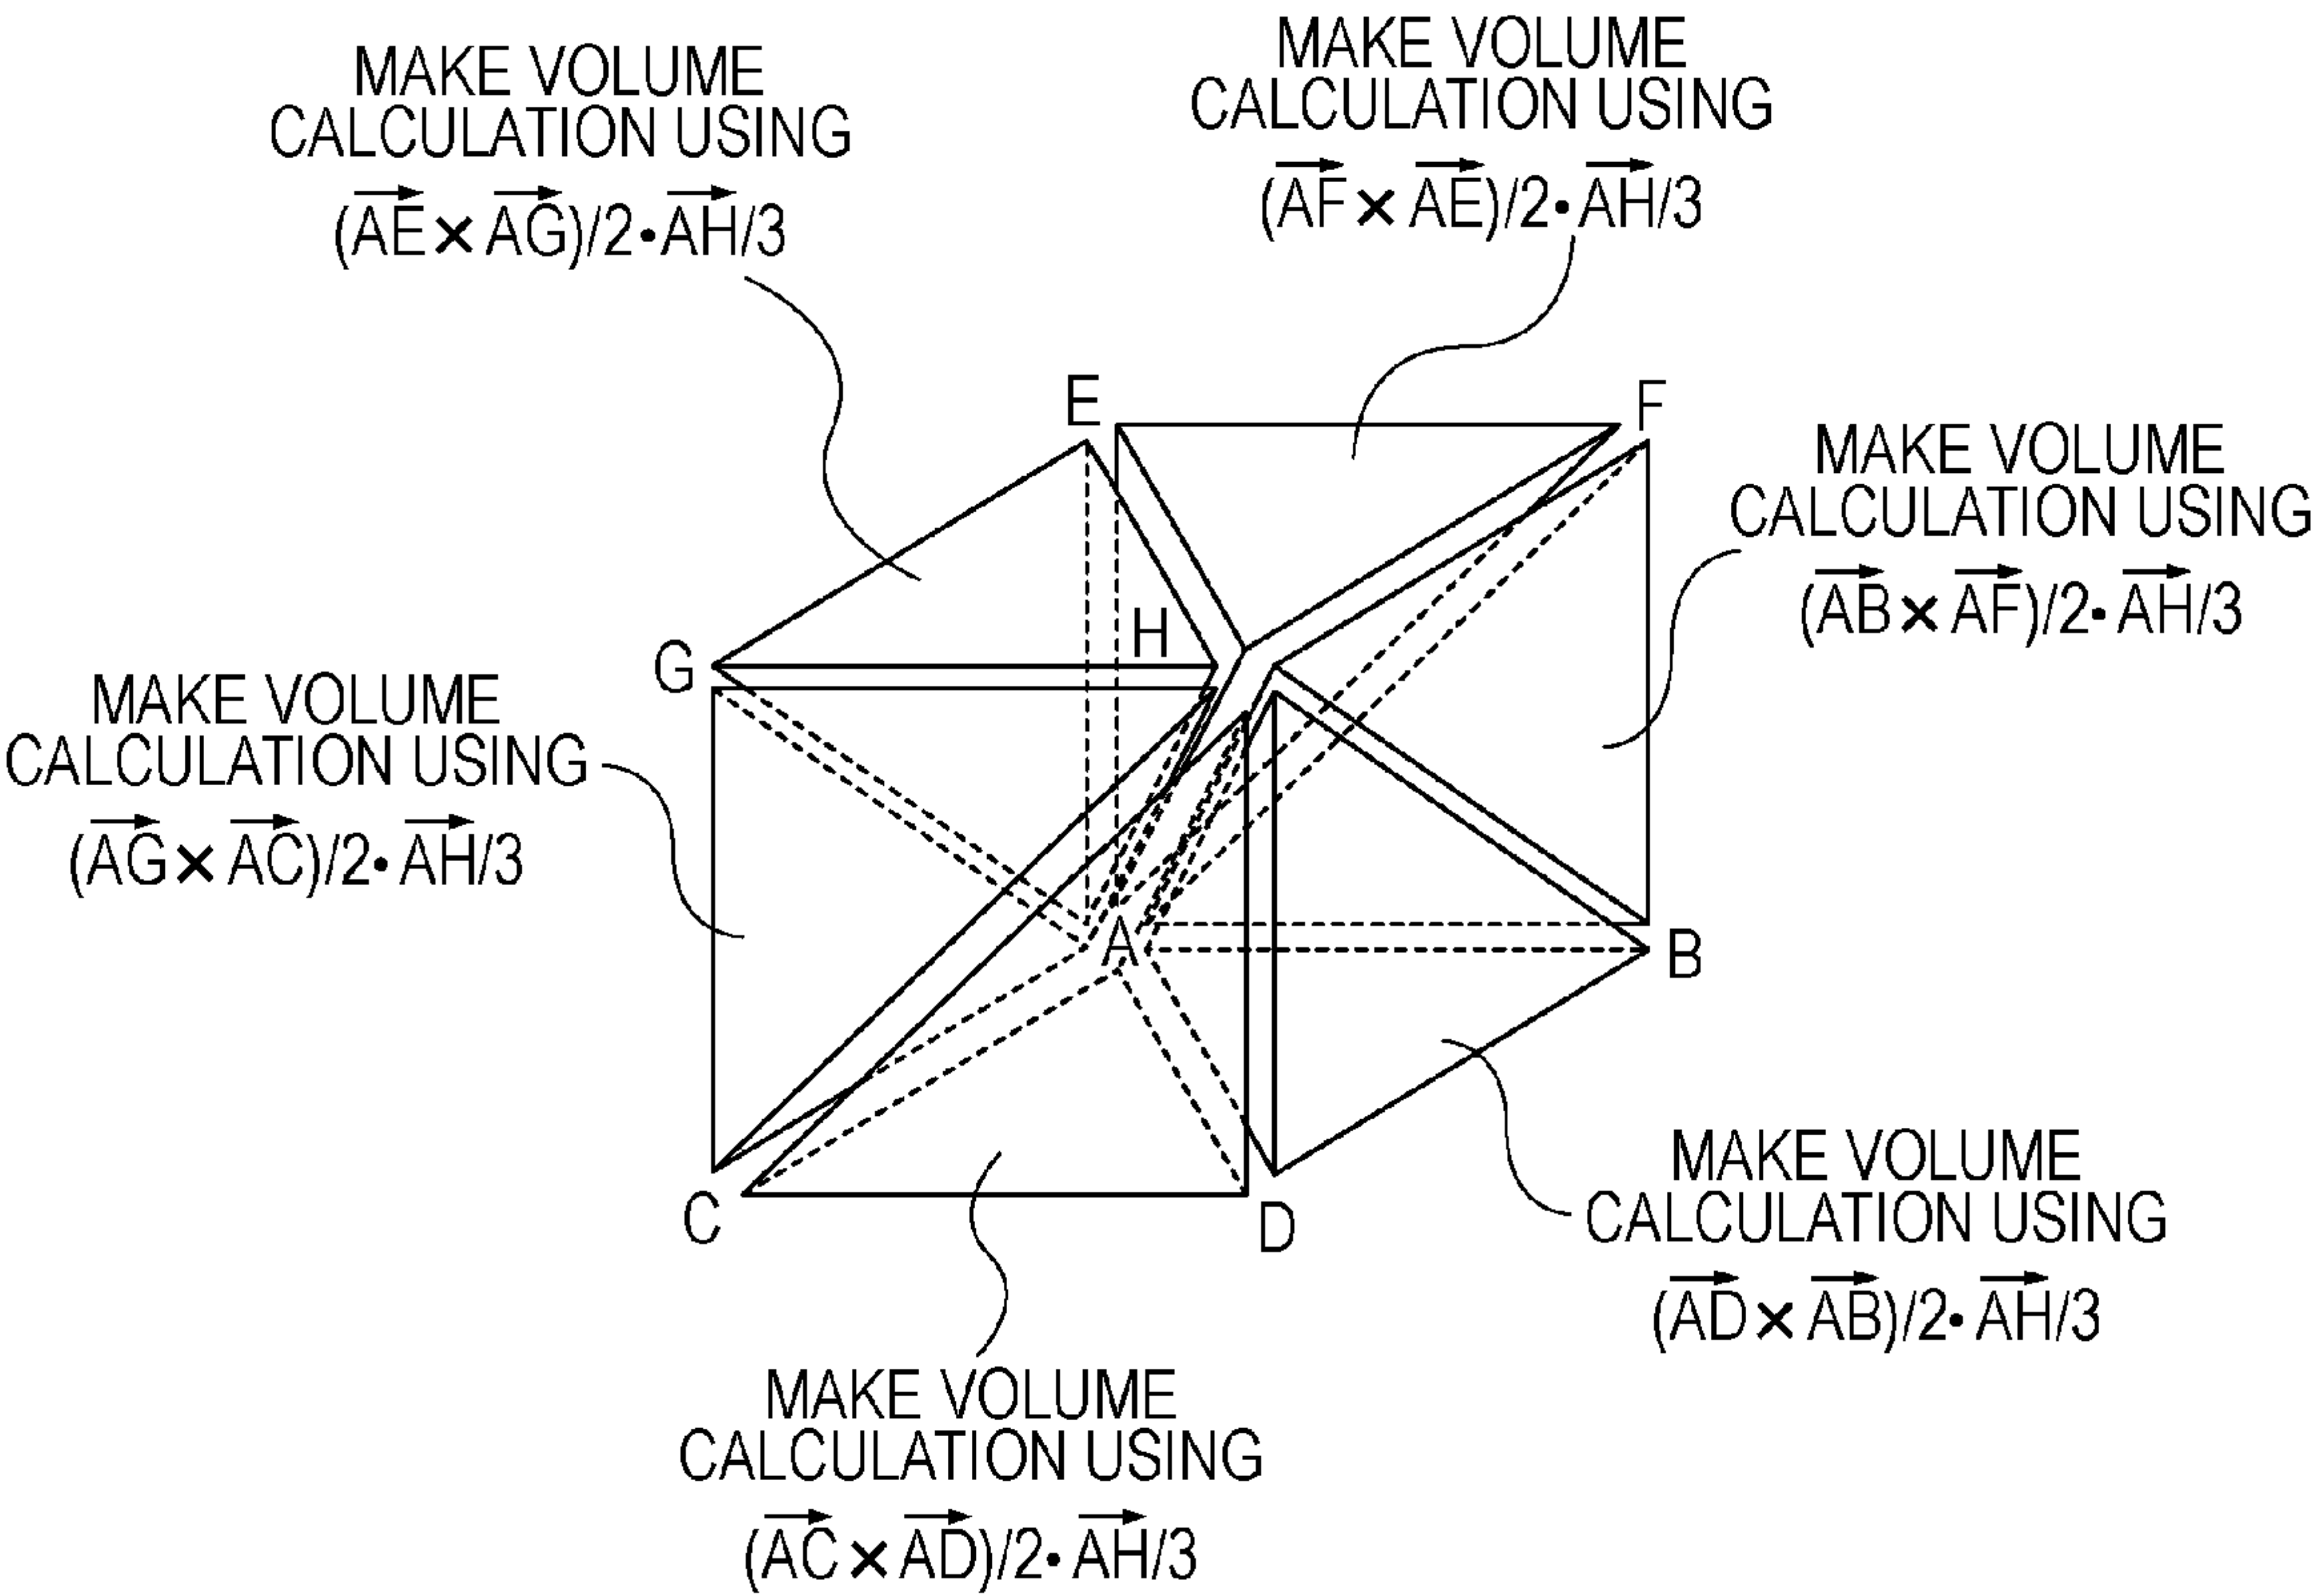 MAKE VOLUME
CALCULATION USING
(AE×AG)/2•AH/3
MAKE VOLUME
CALCULATION USING
(AF×AE)/2•AH/3
E
F
MAKE VOLUME
CALCULATION USING
(AB×AF)/2•AH/3
H
G
MAKE VOLUME
CALCULATION USING
(AG×AC)/2•AH/3
A
B
C
D
MAKE VOLUME
CALCULATION USING
(AD×AB)/2•AH/3
MAKE VOLUME
CALCULATION USING
(AC×AD)/2•AH/3